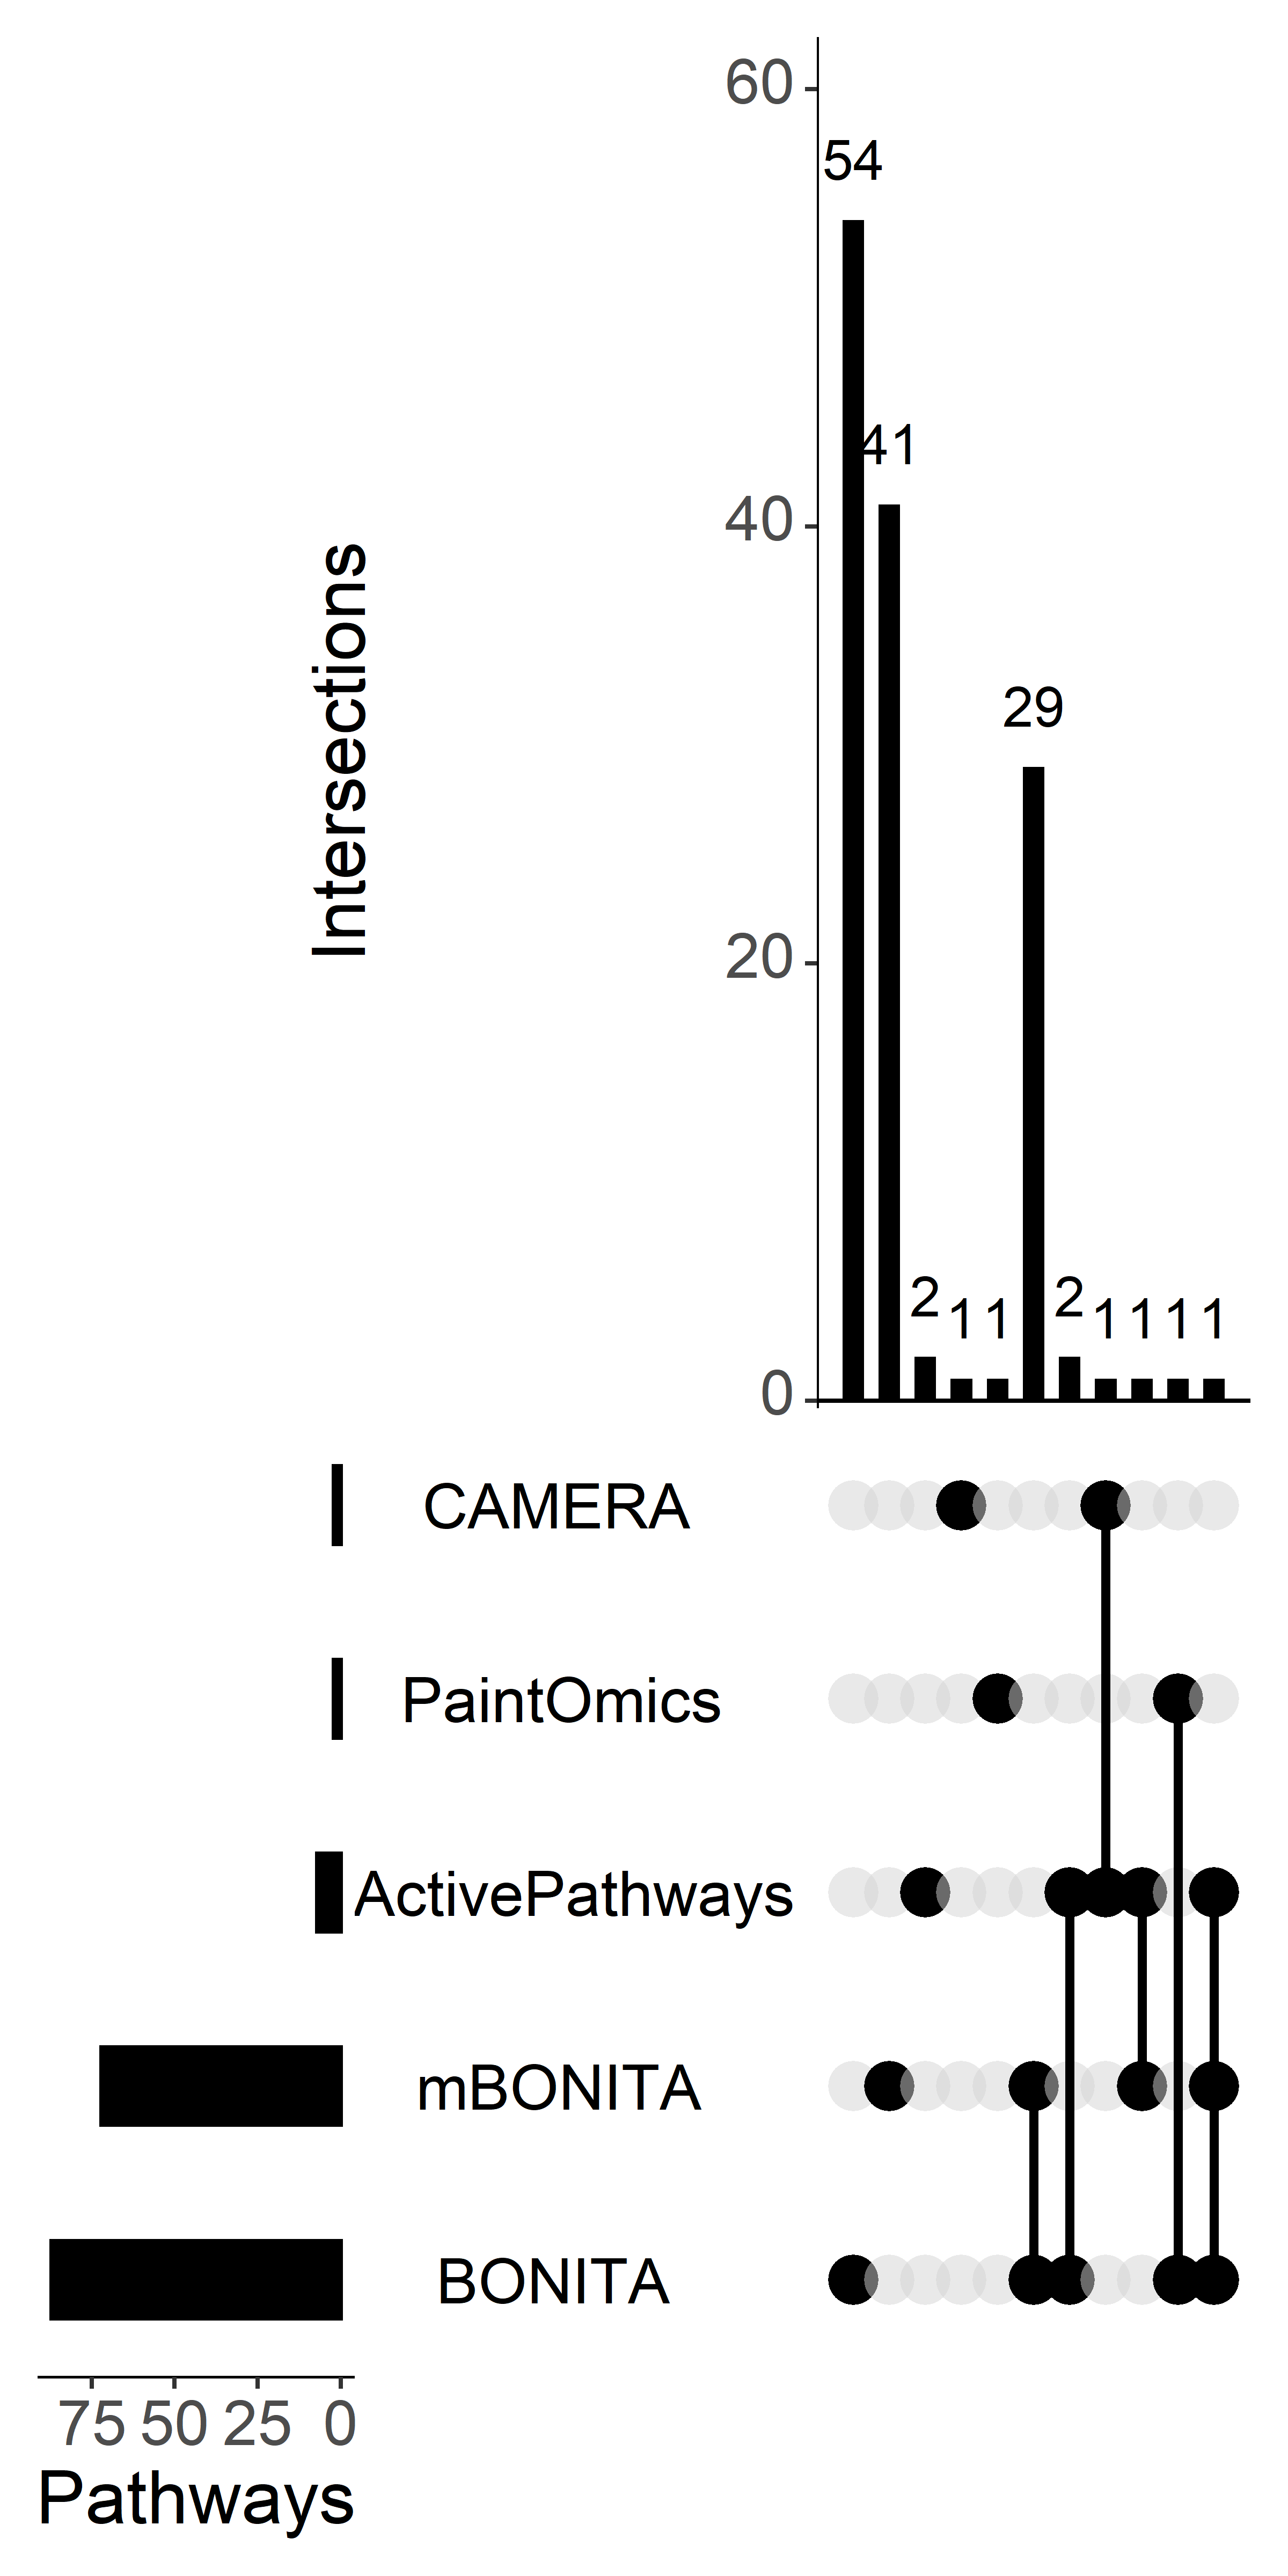 60
54
41
40
Intersections
29
20
2 1 1 2 1 1 1 1
0
CAMERA
PaintOmics
ActivePathways
mBONITA
BONITA
75 50 25 0
Pathways